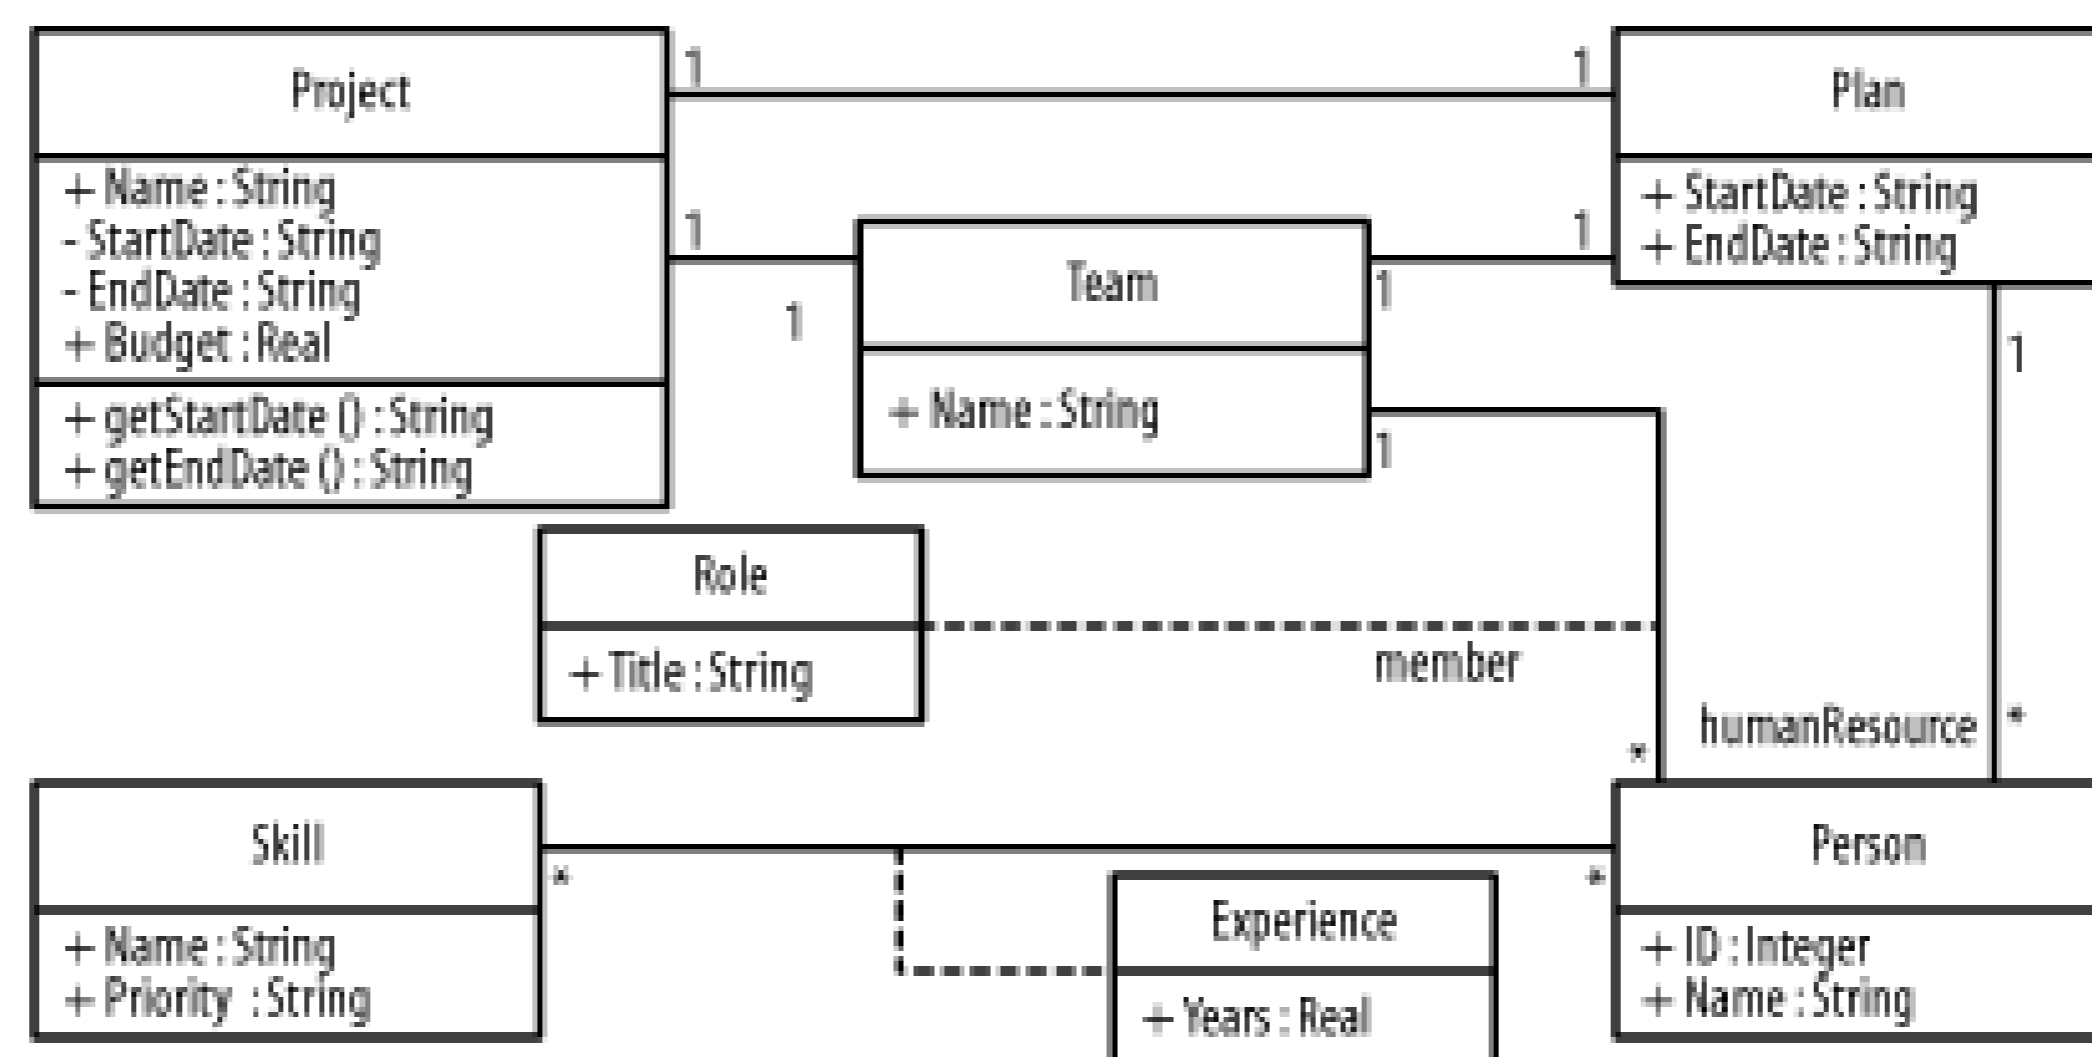 Project
+ Name : String
- StartDate : String
- EndDate : String
+ Budget : Real
+ getStartDate () : String
+ getEndDate () : String
1
1
Plan
+ StartDate : String
+ EndDate : String
1
1
Team
+ Name : String
1
1
1
1
Role
+ Title : String
member
humanResource
*
*
Skill
+ Name : String
+ Priority : String
*
*
Experience
+ Years : Real
Person
+ ID : Integer
+ Name : String